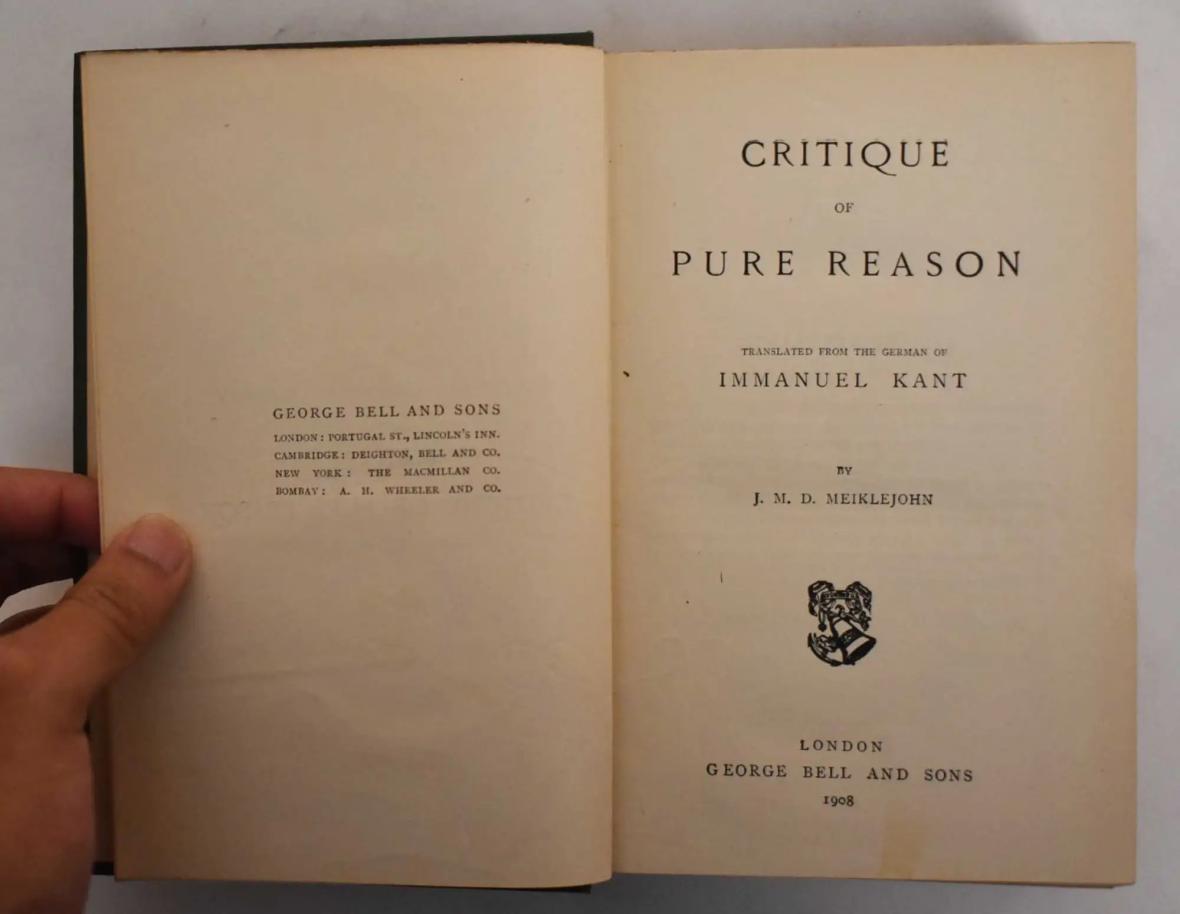 GEORGE BELL AND SONS
LONDON: PORTUGAL ST., LINCOLN'S INN.
CAMBRIDGE: DEIGHTON, BELL AND CO.
NEW YORK: THE MACMILLAN CO.
BOMBAY: A. H. WHEELER AND CO.
CRITIQUE
OF
PURE REASON
TRANSLATED FROM THE GERMAN OF
IMMANUEL KANT
BY
J. M. D. MEIKLEJOHN
LONDON
GEORGE BELL AND SONS
1908